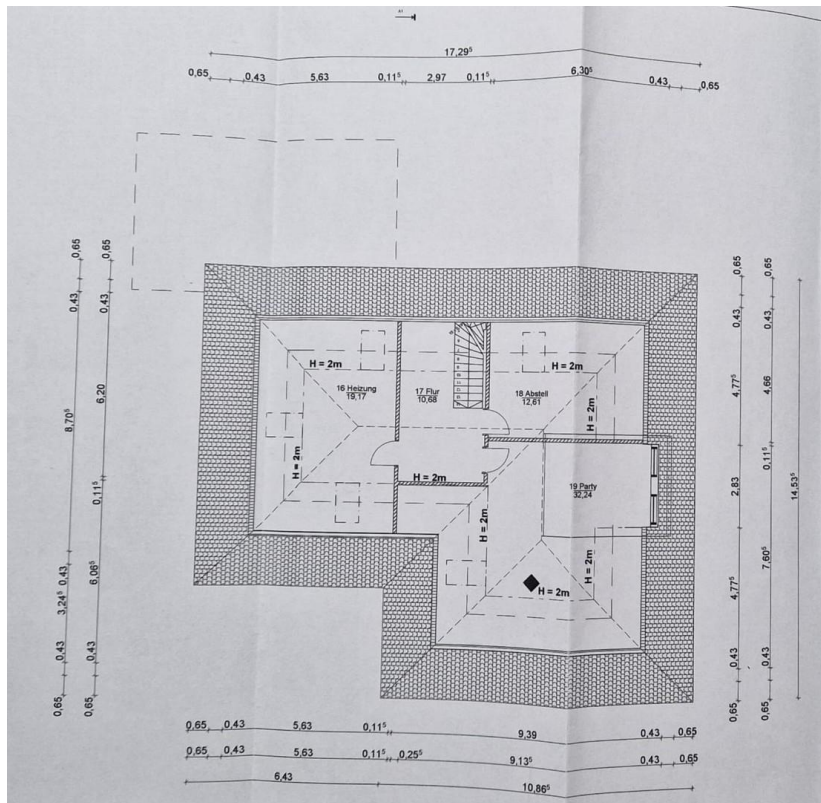 A1
17,29⁵
0,65 0,43 5,63 0,11⁵ 2,97 0,11⁵ 6,30⁵ 0,43 0,65
0,65 0,65
0,43 0,43
8,70⁵ 6,20
0,11⁵
0,43 6,06⁵
3,24⁵
0,43 0,43
0,65 0,65
H = 2m
H = 2m
16 Heizung
19,17
17 Flur
10,68
18 Abstell
12,61
H = 2m
H = 2m
H = 2m
H = 2m
19 Party
32,24
H = 2m
H = 2m
H = 2m
0,65 0,65
0,43 0,43
4,77⁵ 4,66
0,11⁵
2,83 14,53⁵
7,60⁵
4,77⁵
0,43 0,43
0,65 0,65
0,65 0,43 5,63 0,11⁵ 9,39 0,43 0,65
0,65 0,43 5,63 0,11⁵ 0,25⁵ 9,13⁵ 0,43 0,65
6,43 10,86⁵